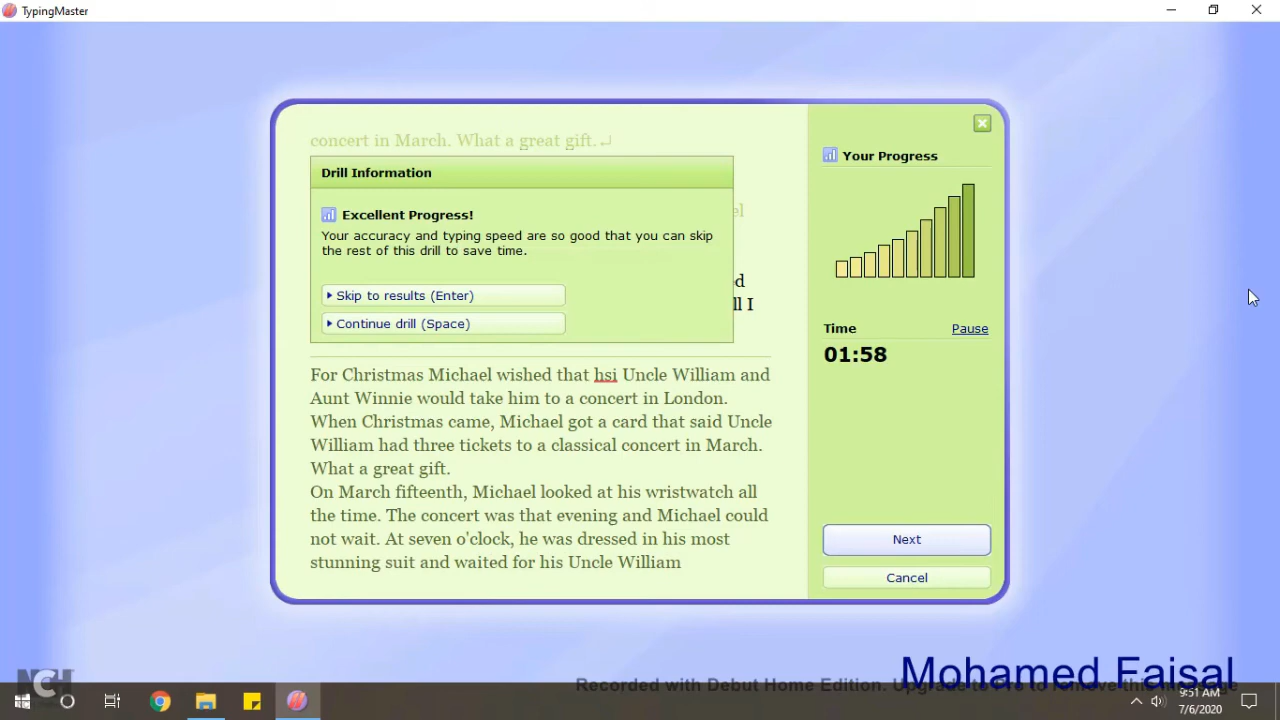 TypingMaster
concert in March. What a great gift.↵
Drill Information
el
Excellent Progress!
Your accuracy and typing speed are so good that you can skip
the rest of this drill to save time.
ed
ll I
Skip to results (Enter)
Continue drill (Space)
For Christmas Michael wished that hsi Uncle William and
Aunt Winnie would take him to a concert in London.
When Christmas came, Michael got a card that said Uncle
William had three tickets to a classical concert in March.
What a great gift.
On March fifteenth, Michael looked at his wristwatch all
the time. The concert was that evening and Michael could
not wait. At seven o'clock, he was dressed in his most
stunning suit and waited for his Uncle William
Your Progress
Time Pause
01:58
Next
Cancel
Mohamed Faisal
NCH
Recorded with Debut Home Edition. Upgrade to Pro to remove this message
9:51 AM
7/6/2020